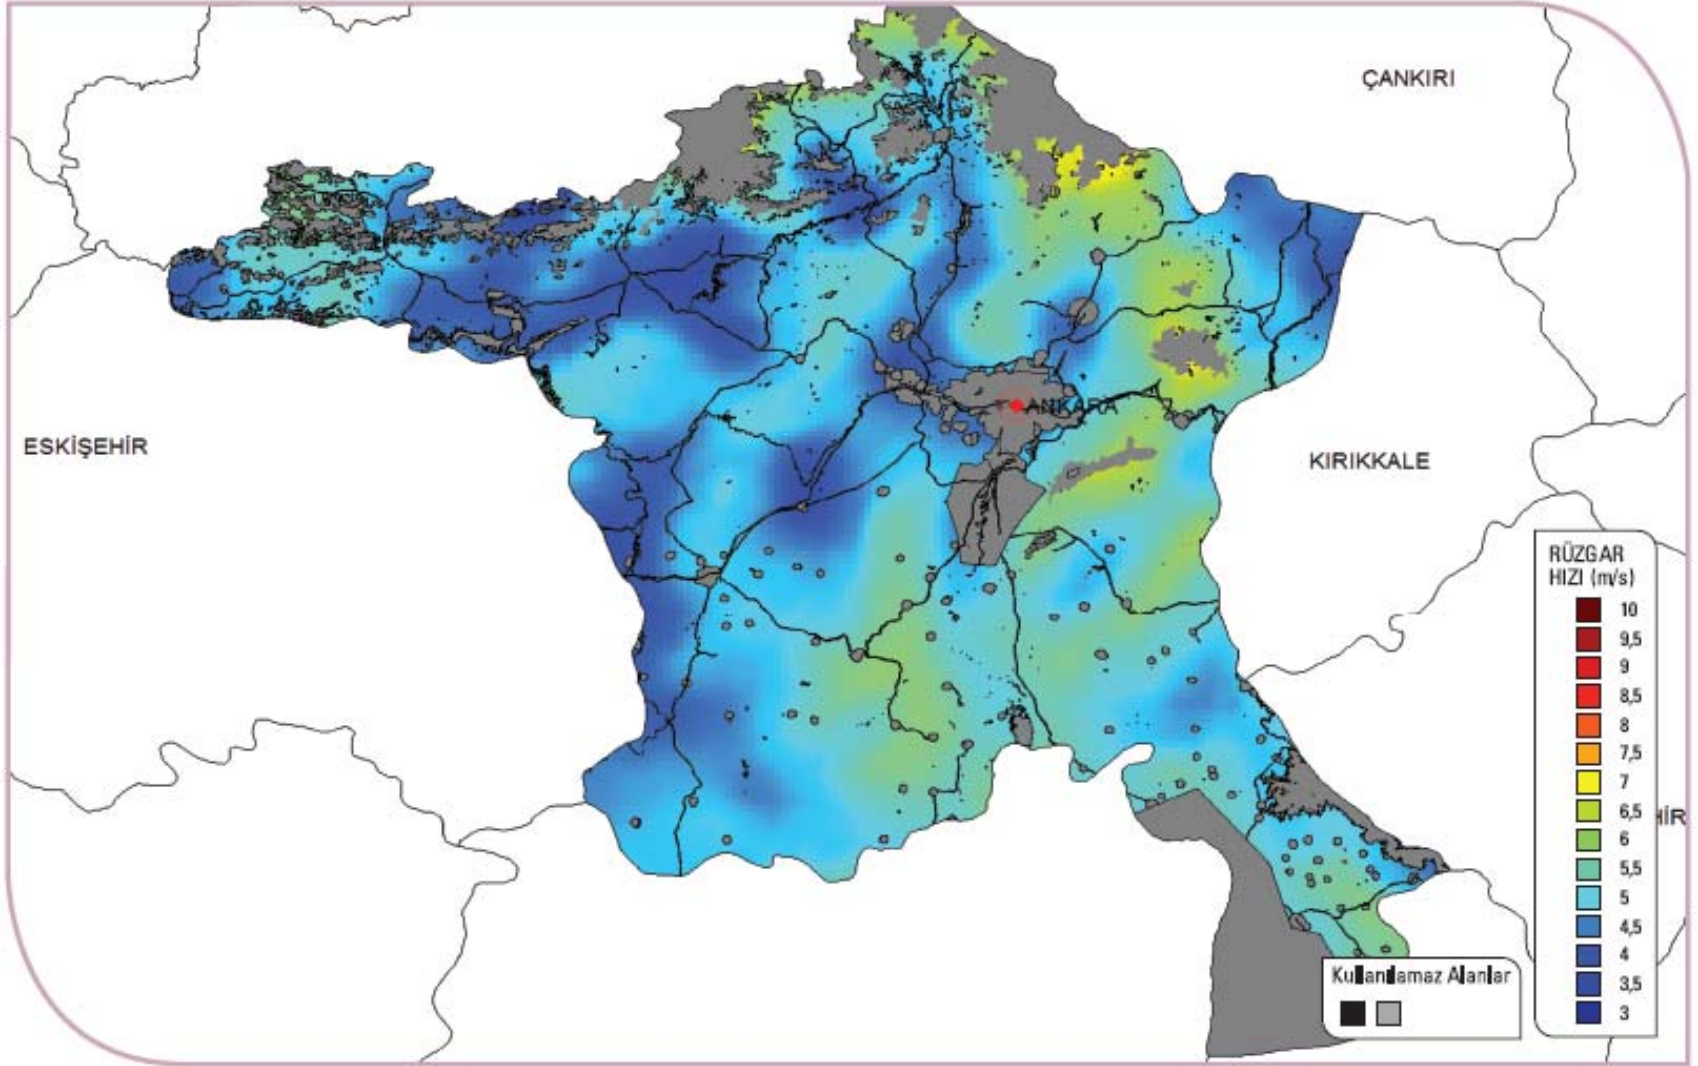 ÇANKIRI
ANKARA
ESKİŞEHİR
KIRIKKALE
RÜZGAR
HIZI (m/s)
10
9,5
9
8,5
8
7,5
7
6,5
6
5,5
5
4,5
4
3,5
3
HİR
Kullanılamaz Alanlar